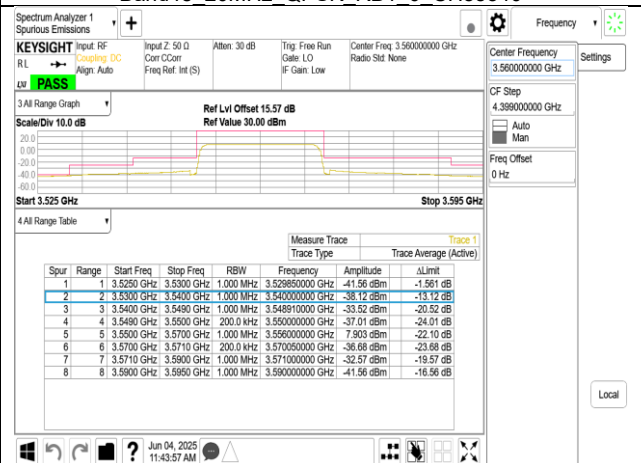 Spectrum Analyzer 1
Spurious Emissions
Frequency
KEYSIGHT
RL
PASS
Input: RF
Coupling: DC
Align: Auto
Input Z: 50 Ω
Corr CCorr
Freq Ref: Int (S)
Atten: 30 dB
Trig: Free Run
Gate: LO
IF Gain: Low
Center Freq: 3.560000000 GHz
Radio Std: None
Center Frequency
3.560000000 GHz
Settings
CF Step
4.399000000 GHz
Auto
Man
Freq Offset
0 Hz
3 All Range Graph
Scale/Div 10.0 dB
Ref Lvl Offset 15.57 dB
Ref Value 30.00 dBm
20.0
0.00
-20.0
-40.0
-60.0
Start 3.525 GHz
Stop 3.595 GHz
4 All Range Table
Measure Trace Trace 1
Trace Type Trace Average (Active)
Spur Range Start Freq Stop Freq RBW Frequency Amplitude ΔLimit
1 1 3.5250 GHz 3.5300 GHz 1.000 MHz 3.529850000 GHz -41.56 dBm -1.561 dB
2 2 3.5300 GHz 3.5400 GHz 1.000 MHz 3.540000000 GHz -38.12 dBm -13.12 dB
3 3 3.5400 GHz 3.5490 GHz 1.000 MHz 3.548910000 GHz -33.52 dBm -20.52 dB
4 4 3.5490 GHz 3.5500 GHz 200.0 kHz 3.550000000 GHz -37.01 dBm -24.01 dB
5 5 3.5500 GHz 3.5700 GHz 1.000 MHz 3.556000000 GHz 7.903 dBm -22.10 dB
6 6 3.5700 GHz 3.5710 GHz 200.0 kHz 3.570050000 GHz -36.68 dBm -23.68 dB
7 7 3.5710 GHz 3.5900 GHz 1.000 MHz 3.571000000 GHz -32.57 dBm -19.57 dB
8 8 3.5900 GHz 3.5950 GHz 1.000 MHz 3.590000000 GHz -41.56 dBm -16.56 dB
Local
Jun 04, 2025
11:43:57 AM